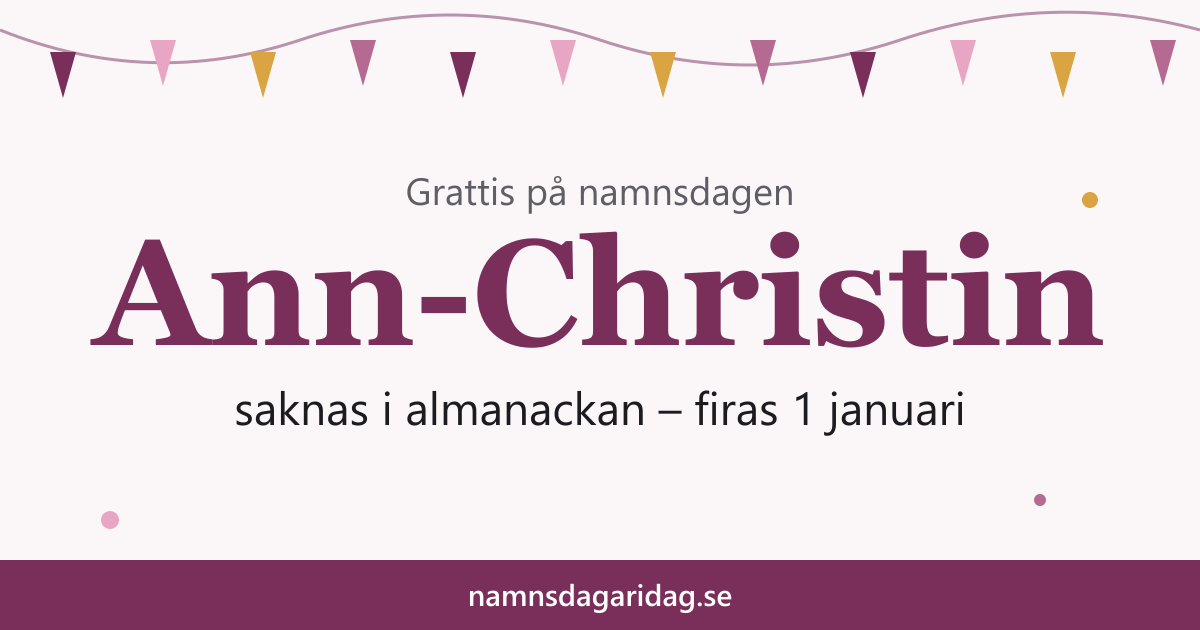 Grattis på namnsdagen
Ann-Christin
saknas i almanackan – firas 1 januari
namnsdagaridag.se